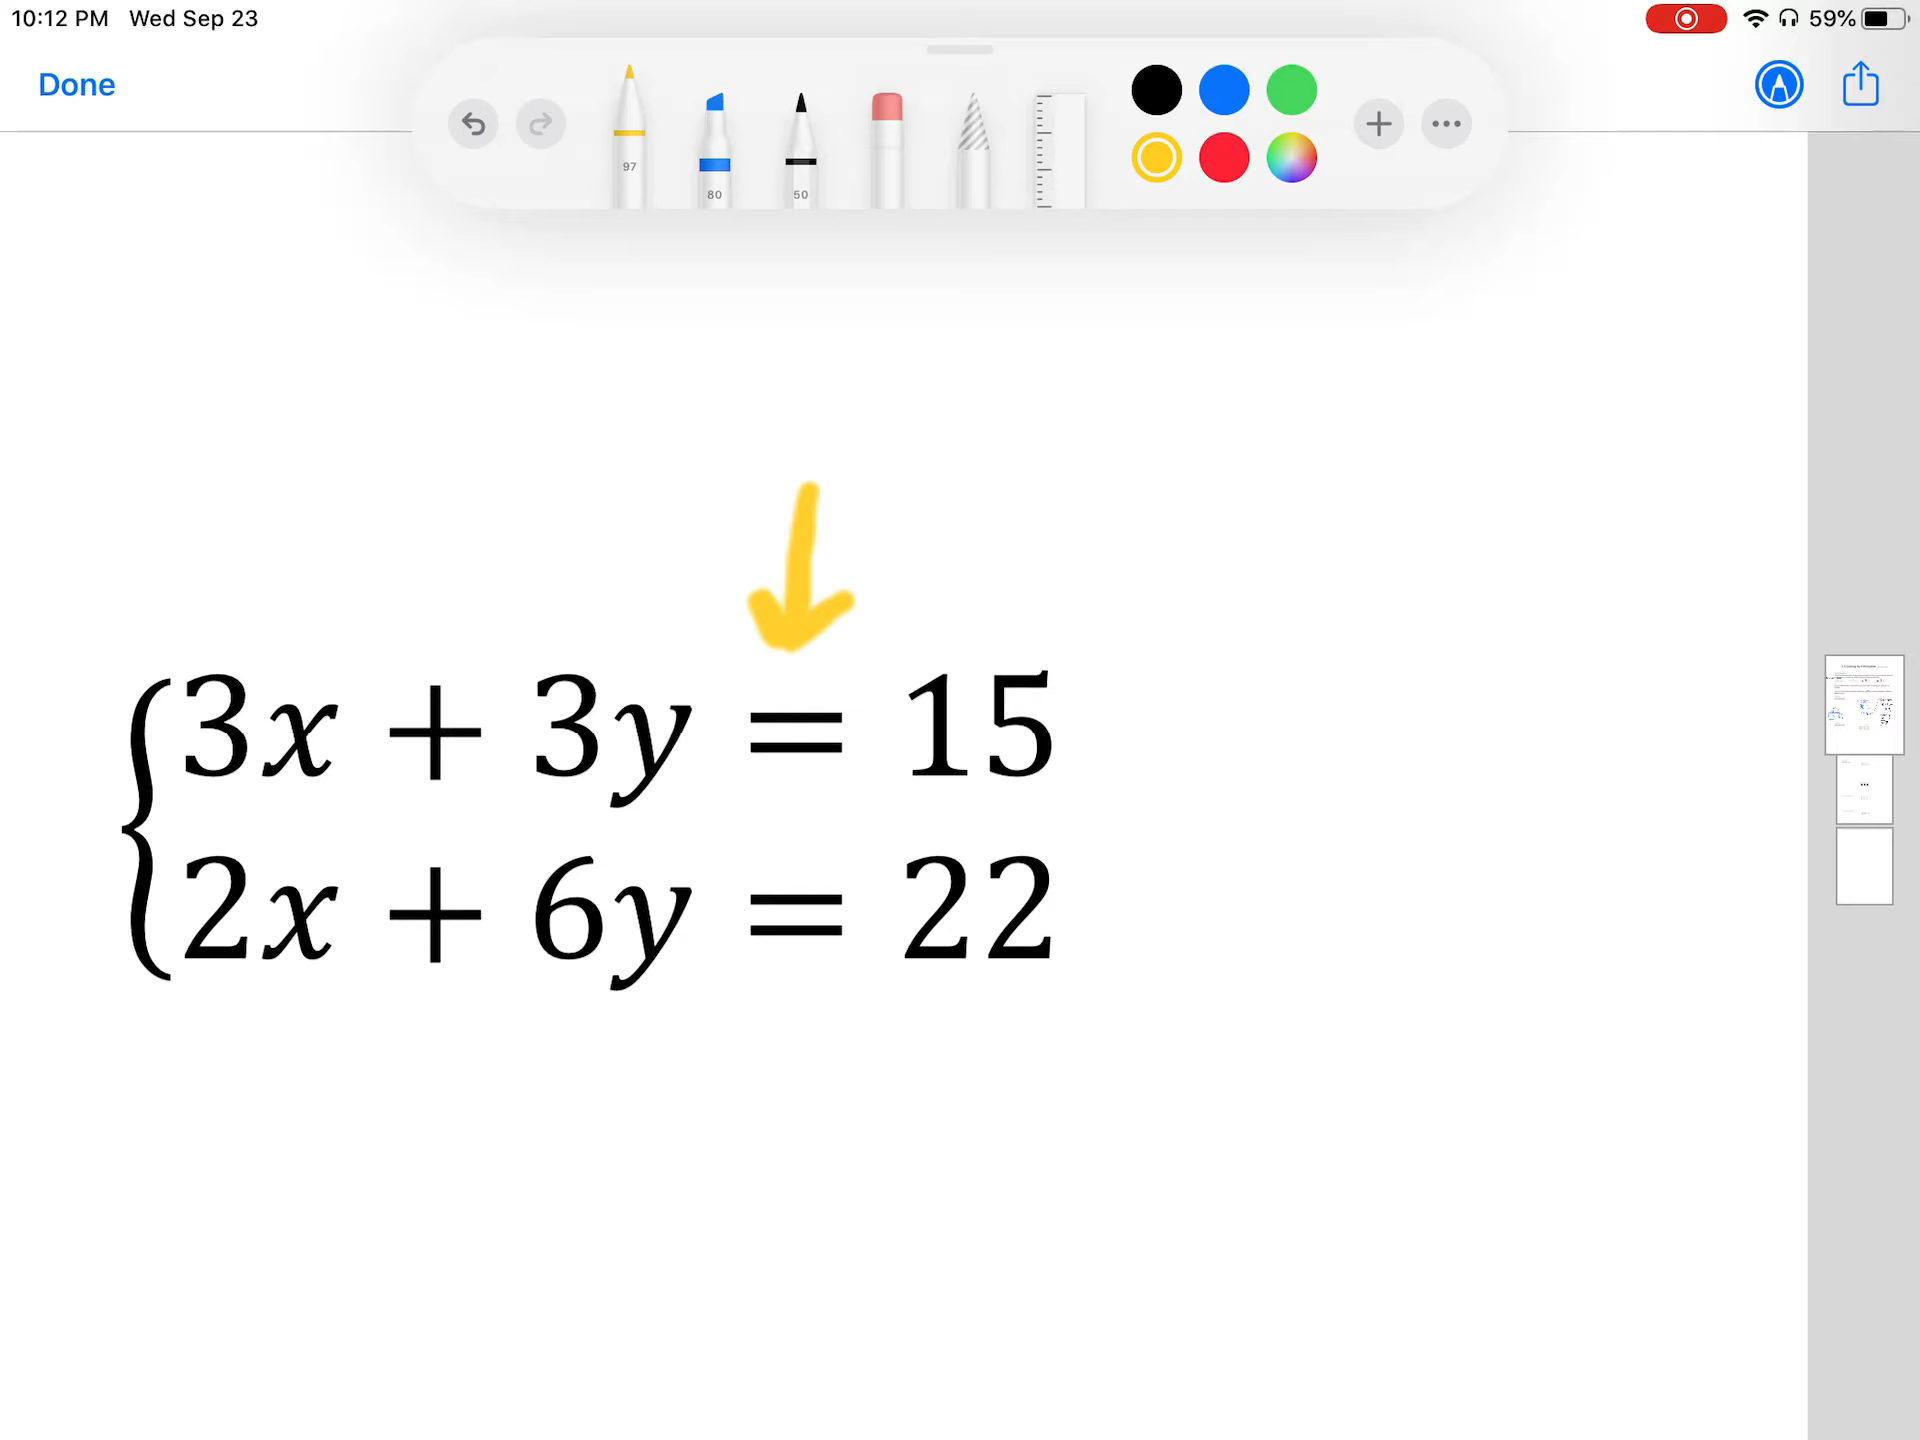 10:12 PM Wed Sep 23
59%
Done
97
80
50
3x + 3y = 15
2x + 6y = 22